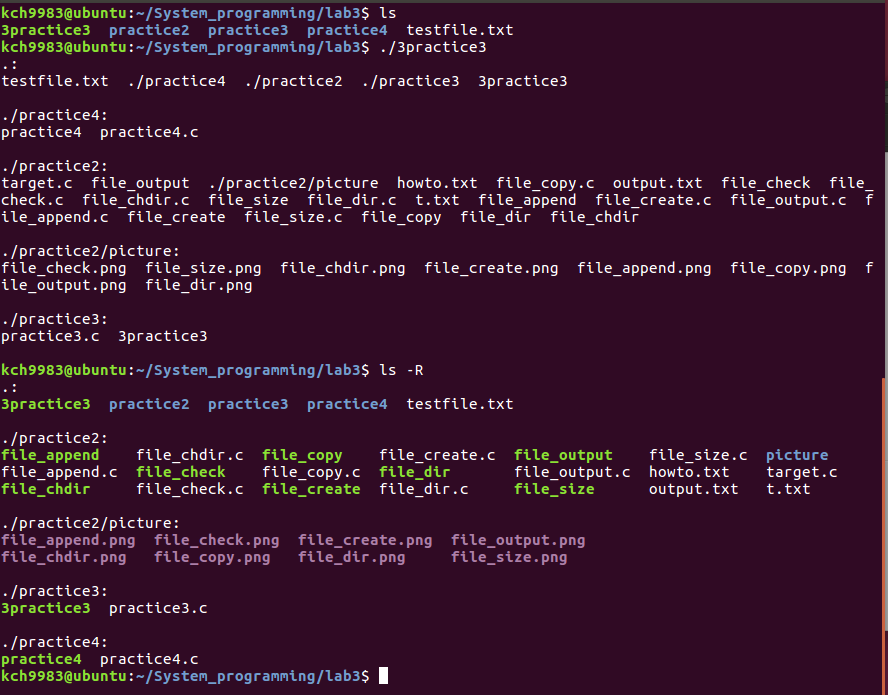 kch9983@ubuntu:~/System_programming/lab3$ ls
3practice3  practice2  practice3  practice4  testfile.txt
kch9983@ubuntu:~/System_programming/lab3$ ./3practice3
.:
testfile.txt  ./practice4  ./practice2  ./practice3  3practice3

./practice4:
practice4  practice4.c

./practice2:
target.c  file_output  ./practice2/picture  howto.txt  file_copy.c  output.txt  file_check  file_
check.c  file_chdir.c  file_size  file_dir.c  t.txt  file_append  file_create.c  file_output.c  f
ile_append.c  file_create  file_size.c  file_copy  file_dir  file_chdir

./practice2/picture:
file_check.png  file_size.png  file_chdir.png  file_create.png  file_append.png  file_copy.png  f
ile_output.png  file_dir.png

./practice3:
practice3.c  3practice3

kch9983@ubuntu:~/System_programming/lab3$ ls -R
.:
3practice3  practice2  practice3  practice4  testfile.txt

./practice2:
file_append    file_chdir.c  file_copy    file_create.c  file_output    file_size.c  picture
file_append.c  file_check    file_copy.c  file_dir       file_output.c  howto.txt    target.c
file_chdir     file_check.c  file_create  file_dir.c     file_size      output.txt   t.txt

./practice2/picture:
file_append.png  file_check.png  file_create.png  file_output.png
file_chdir.png   file_copy.png   file_dir.png     file_size.png

./practice3:
3practice3  practice3.c

./practice4:
practice4  practice4.c
kch9983@ubuntu:~/System_programming/lab3$